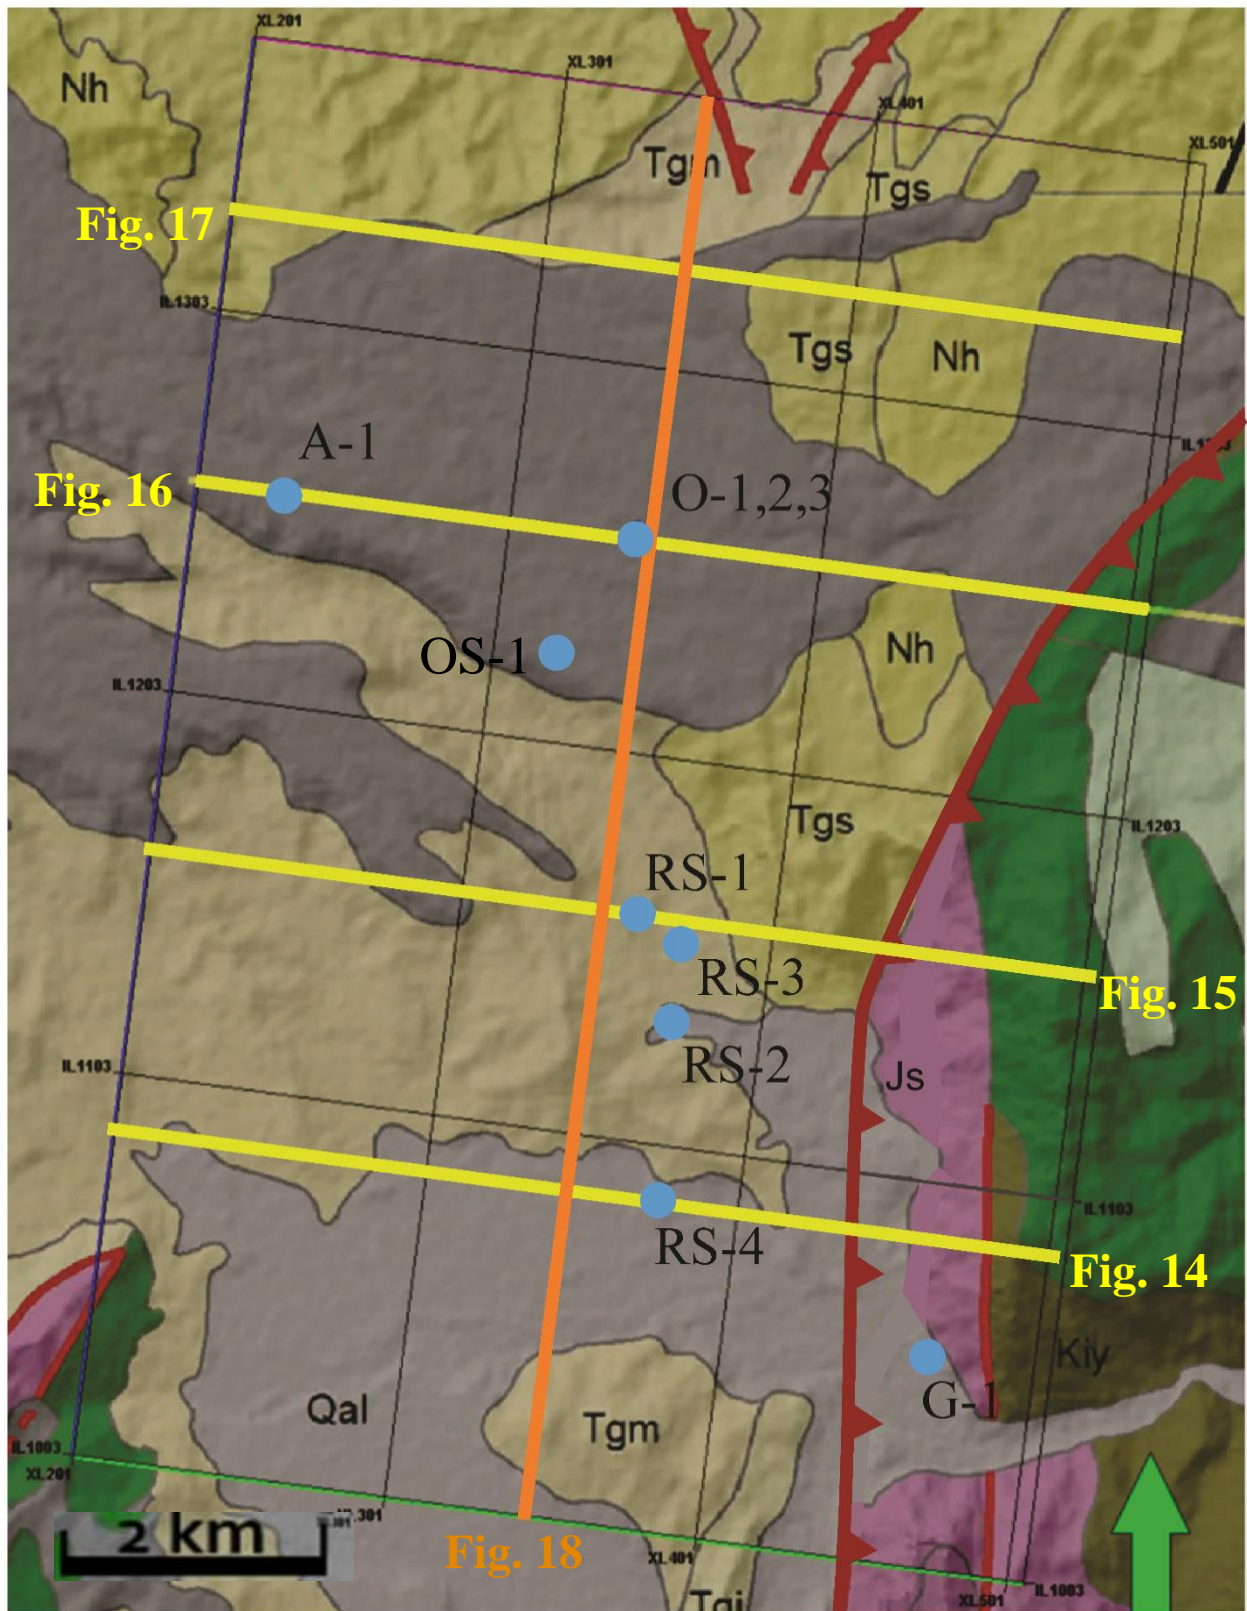 XL201
XL301
Nh
XL401
XL501
Tgm
Tgs
Fig. 17
IL1303
Tgs
Nh
A-1
Fig. 16
O-1,2,3
OS-1
Nh
IL1203
Tgs
IL1203
RS-1
RS-3
Fig. 15
RS-2
IL1103
Js
IL1103
RS-4
Fig. 14
Kiy
G-1
Qal
Tgm
IL1003
XL201
XL301
2 km
Fig. 18
XL401
IL1003
XL501